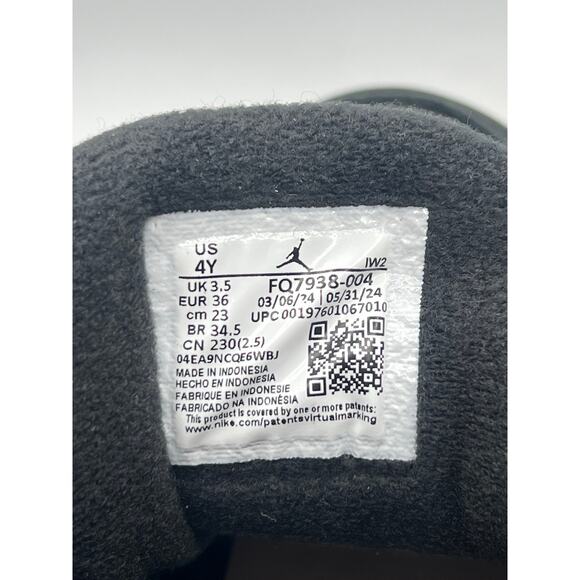 US
4Y
IW2
UK 3.5
FQ7938-004
EUR 36
03/06/24 | 05/31/24
cm 23
UPC 00197601067010
BR 34.5
CN 230(2.5)
04EA9NCQE6WBJ
MADE IN INDONESIA
HECHO EN INDONESIA
FABRIQUE EN INDONESIE
FABRICADO NA INDONÉSIA
This product is covered by one or more patents:
www.nike.com/patentsvirtualmarking